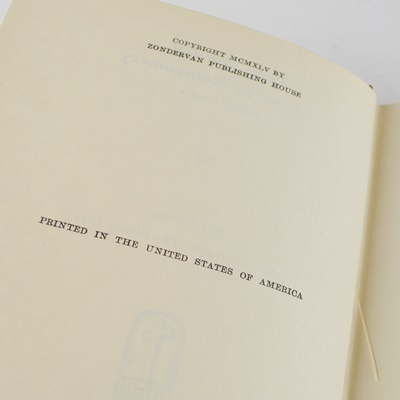 COPYRIGHT MCMXLV BY
ZONDERVAN PUBLISHING HOUSE
PRINTED IN THE UNITED STATES OF AMERICA